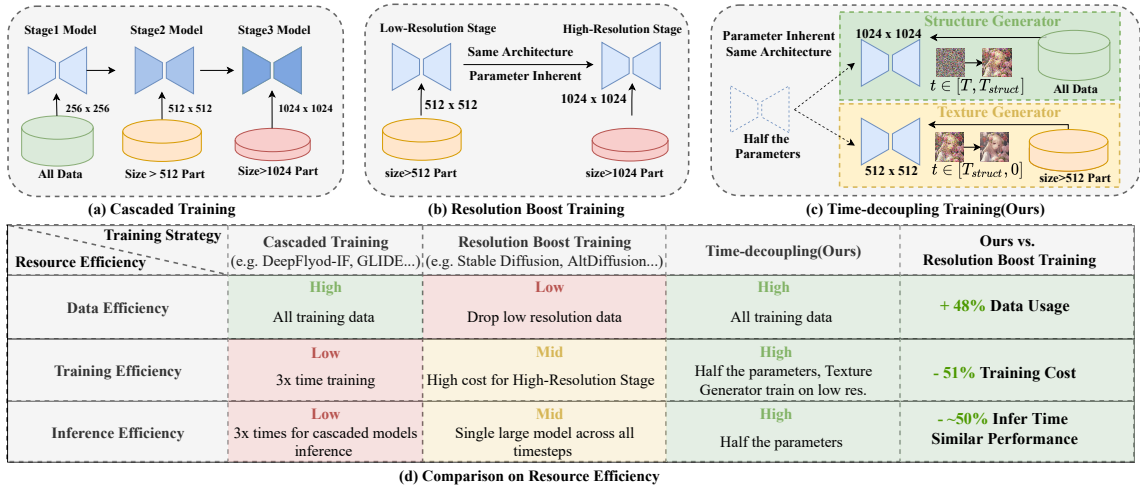 Stage1 Model
Stage2 Model
Stage3 Model
256 x 256
512 x 512
1024 x 1024
All Data
Size > 512 Part
Size>1024 Part
(a) Cascaded Training
Low-Resolution Stage
High-Resolution Stage
Same Architecture
Parameter Inherent
512 x 512
1024 x 1024
size>512 Part
size>1024 Part
(b) Resolution Boost Training
Structure Generator
Parameter Inherent
Same Architecture
1024 x 1024
t ∈ [T, T_struct]
All Data
Half the
Parameters
Texture Generator
512 x 512
t ∈ [T_struct, 0]
size>512 Part
(c) Time-decoupling Training(Ours)
Training Strategy
Resource Efficiency
Cascaded Training
(e.g. DeepFlyod-IF, GLIDE...)
Resolution Boost Training
(e.g. Stable Diffusion, AltDiffusion...)
Time-decoupling(Ours)
Ours vs.
Resolution Boost Training
Data Efficiency
High
All training data
Low
Drop low resolution data
High
All training data
+ 48% Data Usage
Training Efficiency
Low
3x time training
Mid
High cost for High-Resolution Stage
High
Half the parameters, Texture
Generator train on low res.
- 51% Training Cost
Inference Efficiency
Low
3x times for cascaded models
inference
Mid
Single large model across all
timesteps
High
Half the parameters
- ~50% Infer Time
Similar Performance
(d) Comparison on Resource Efficiency